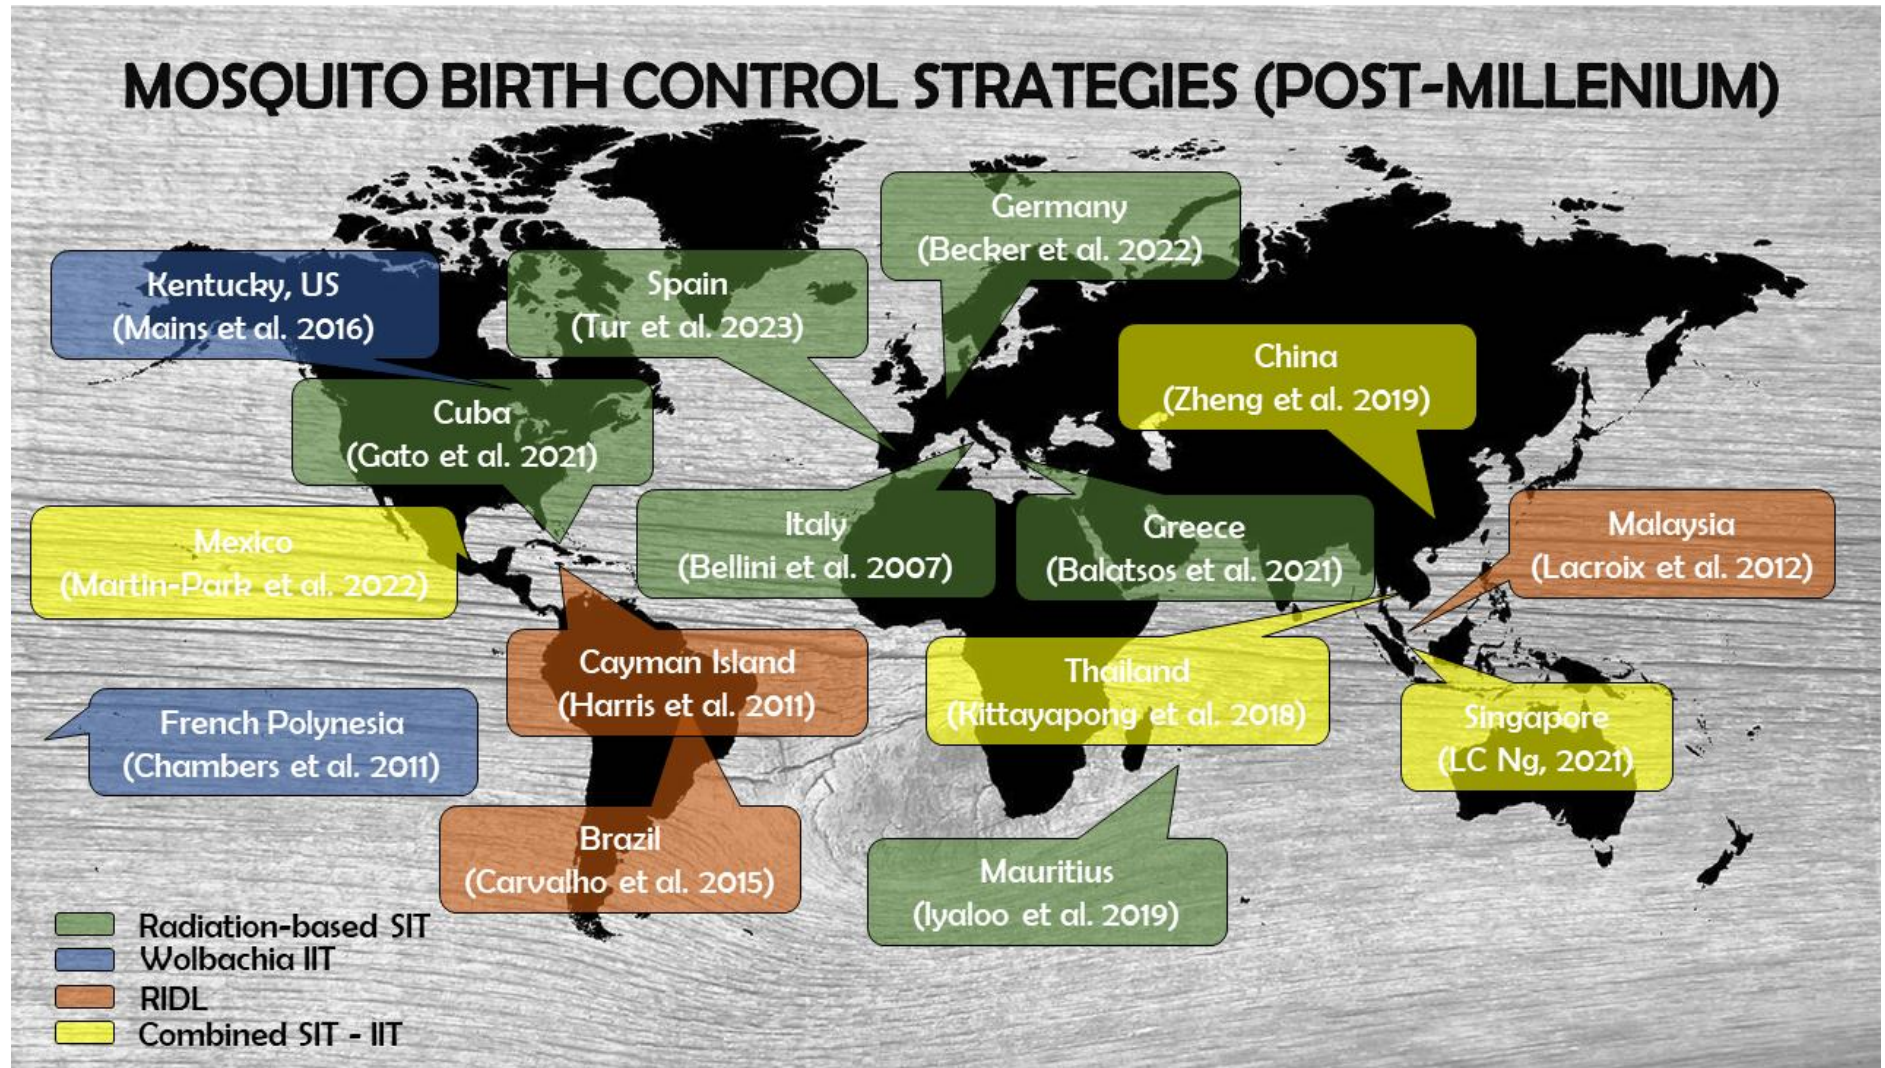 MOSQUITO BIRTH CONTROL STRATEGIES (POST-MILLENIUM)
Germany
(Becker et al. 2022)
Kentucky, US
(Mains et al. 2016)
Spain
(Tur et al. 2023)
China
(Zheng et al. 2019)
Cuba
(Gato et al. 2021)
Mexico
(Martin-Park et al. 2022)
Italy
(Bellini et al. 2007)
Greece
(Balatsos et al. 2021)
Malaysia
(Lacroix et al. 2012)
Cayman Island
(Harris et al. 2011)
Thailand
(Kittayapong et al. 2018)
French Polynesia
(Chambers et al. 2011)
Singapore
(LC Ng, 2021)
Brazil
(Carvalho et al. 2015)
Mauritius
(Iyaloo et al. 2019)
Radiation-based SIT
Wolbachia IIT
RIDL
Combined SIT - IIT